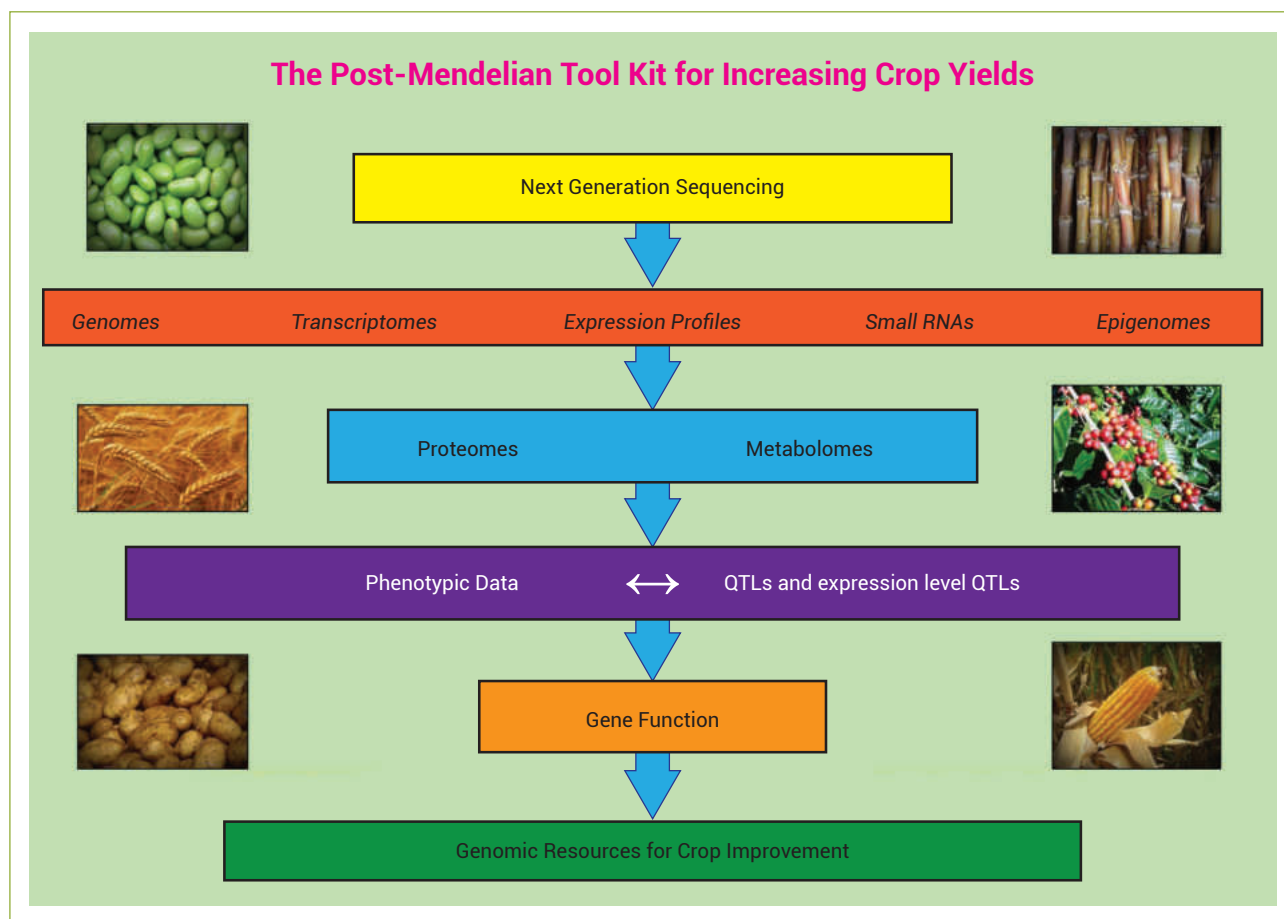 The Post-Mendelian Tool Kit for Increasing Crop Yields
Next Generation Sequencing
Genomes Transcriptomes Expression Profiles Small RNAs Epigenomes
Proteomes Metabolomes
Phenotypic Data ↔ QTLs and expression level QTLs
Gene Function
Genomic Resources for Crop Improvement